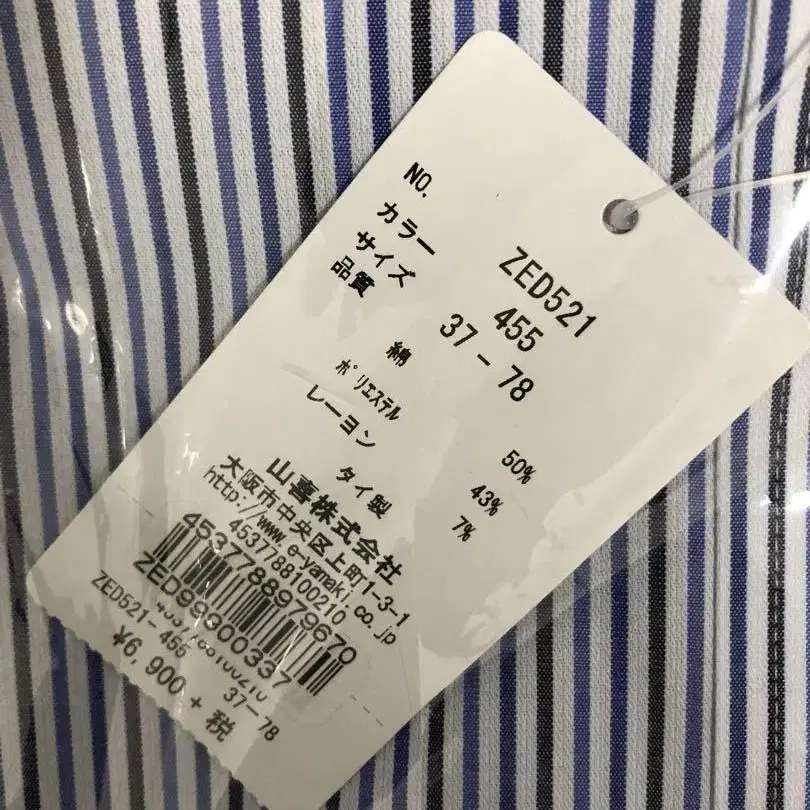 NO. ZED521
カラー 455
サイズ 37-78
品質
綿 50%
ポリエステル 43%
レーヨン 7%
タイ製
山喜株式会社
大阪市中央区上町1-3-1
http://www.e-yamaki.co.jp
4537788100210
4537788979670
ZED99900337
ZED521-455 37-78
¥6,900+税